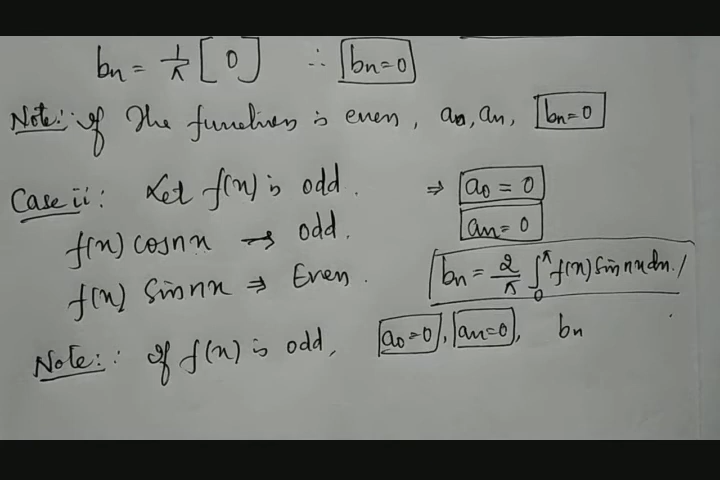 bn = 1/π [ 0 ] ∴ bn = 0
Note:- If The function is even, a0, an, bn = 0
Case ii: Let f(x) is odd. ⇒ a0 = 0
f(x) cosnx → odd. an = 0
f(x) Sinnx ⇒ Even. bn = 2/π ∫₀^π f(x) Sinnx dx.
Note:- If f(x) is odd, a0 = 0, an = 0, bn